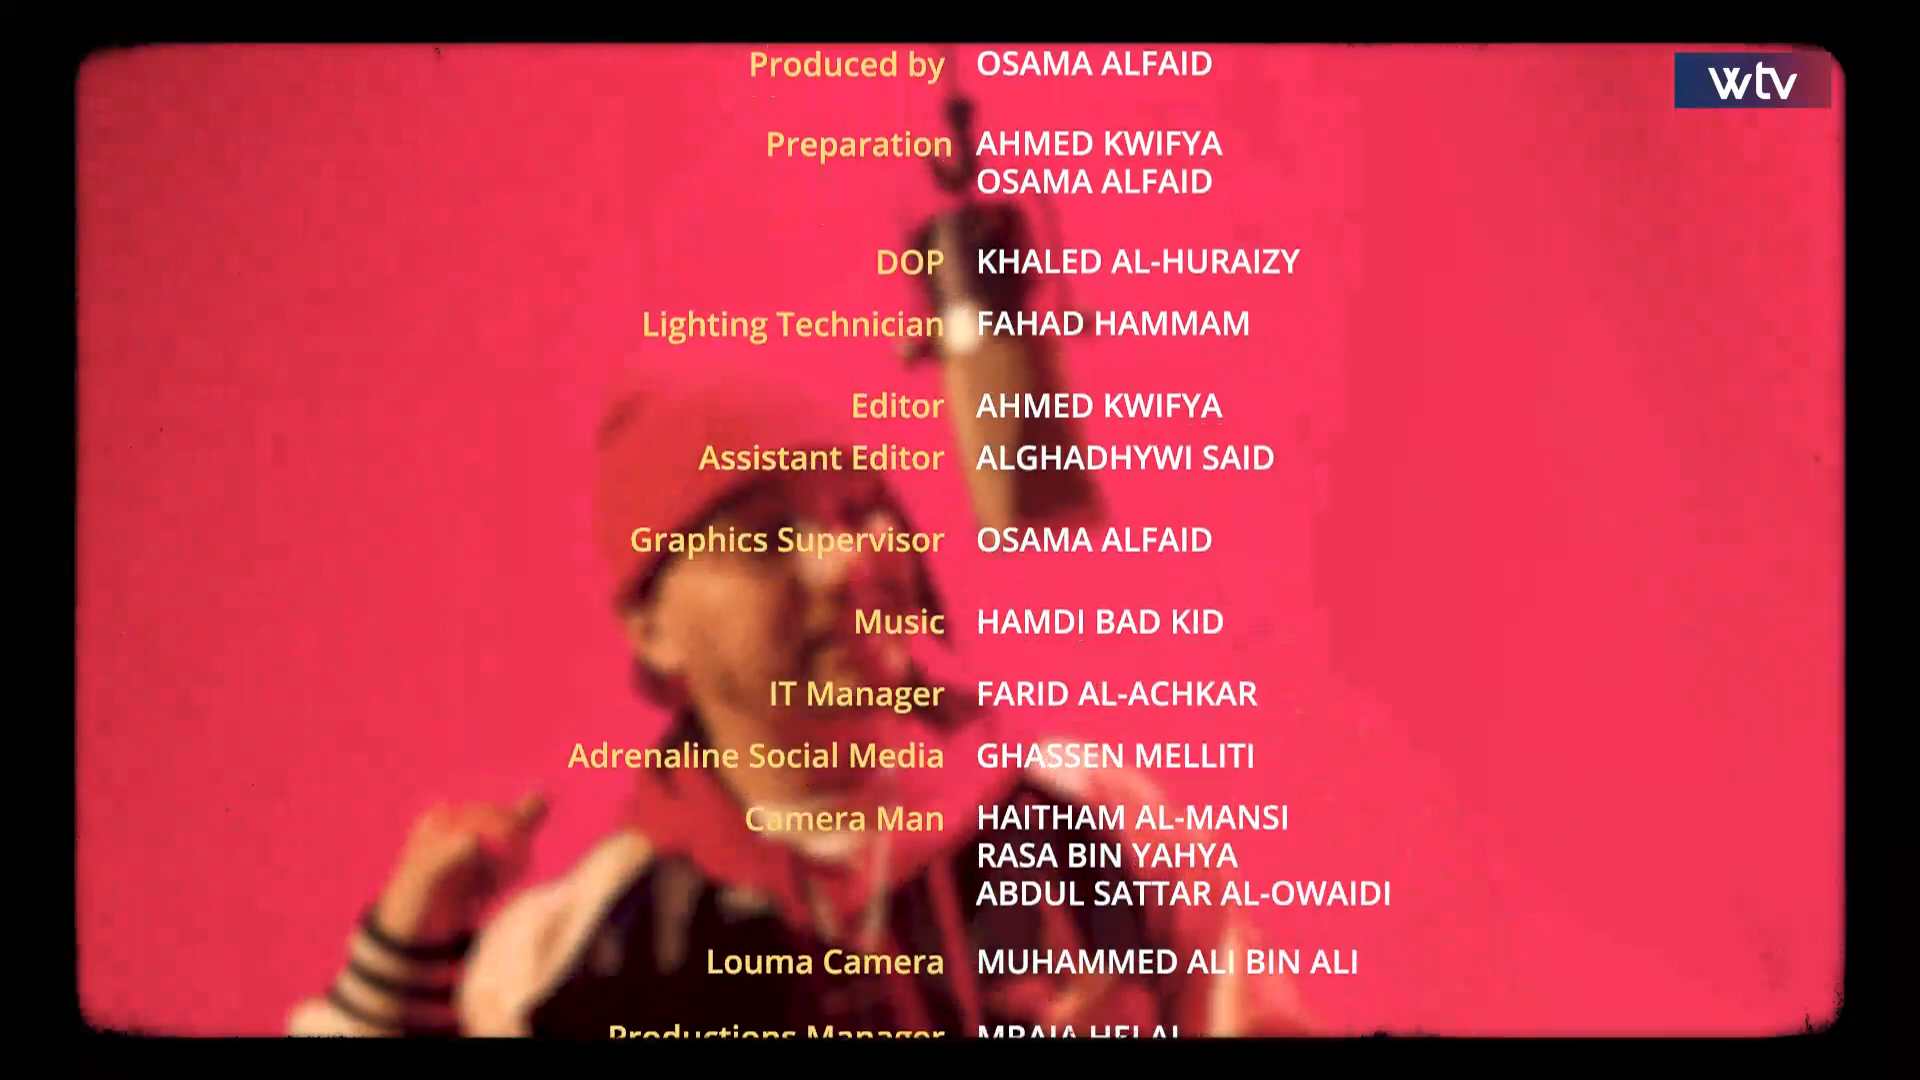 Produced by OSAMA ALFAID
wtv
Preparation AHMED KWIFYA
OSAMA ALFAID
DOP KHALED AL-HURAIZY
Lighting Technician FAHAD HAMMAM
Editor AHMED KWIFYA
Assistant Editor ALGHADHYWI SAID
Graphics Supervisor OSAMA ALFAID
Music HAMDI BAD KID
IT Manager FARID AL-ACHKAR
Adrenaline Social Media GHASSEN MELLITI
Camera Man HAITHAM AL-MANSI
RASA BIN YAHYA
ABDUL SATTAR AL-OWAIDI
Louma Camera MUHAMMED ALI BIN ALI
Productions Manager